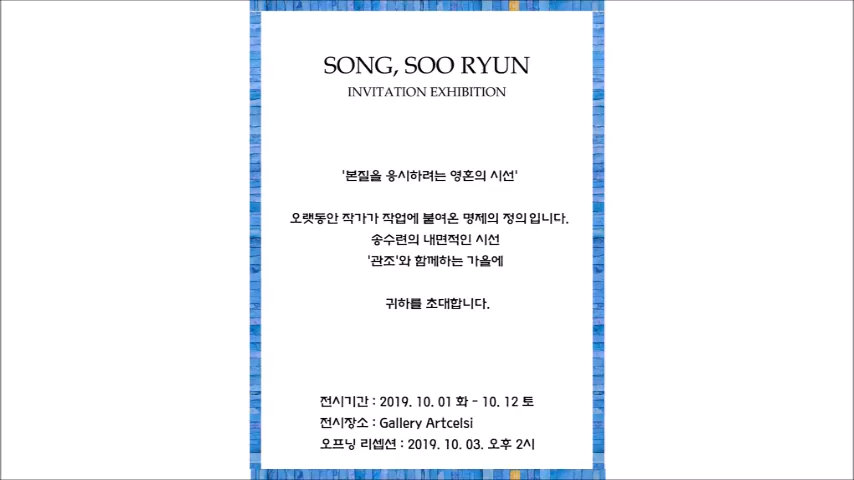 SONG, SOO RYUN
INVITATION EXHIBITION
'본질을 응시하려는 영혼의 시선'
오랫동안 작가가 작업에 붙여온 명제의 정의입니다.
송수련의 내면적인 시선
'관조'와 함께하는 가을에
귀하를 초대합니다.
전시기간 : 2019. 10. 01 화 - 10. 12 토
전시장소 : Gallery Artcelsi
오프닝 리셉션 : 2019. 10. 03. 오후 2시